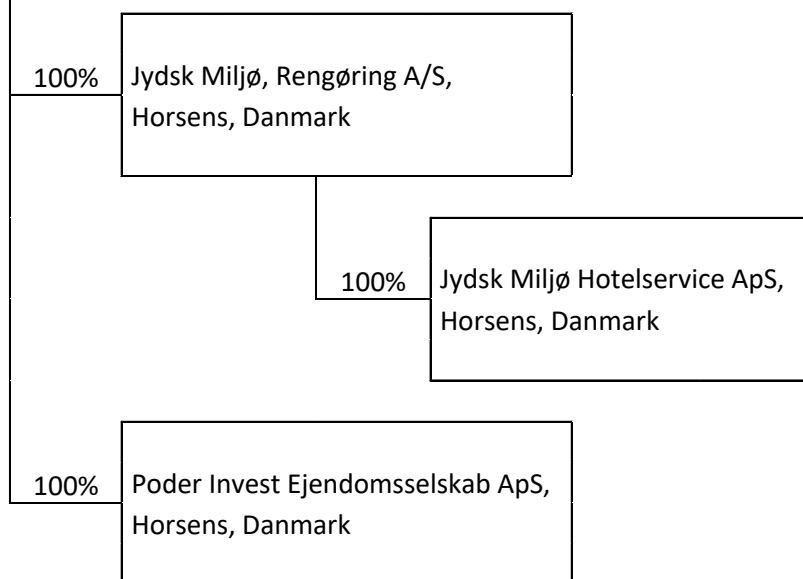 100%
Jydsk Miljø, Rengøring A/S,
Horsens, Danmark
100%
Jydsk Miljø Hotelservice ApS,
Horsens, Danmark
100%
Poder Invest Ejendomsselskab ApS,
Horsens, Danmark